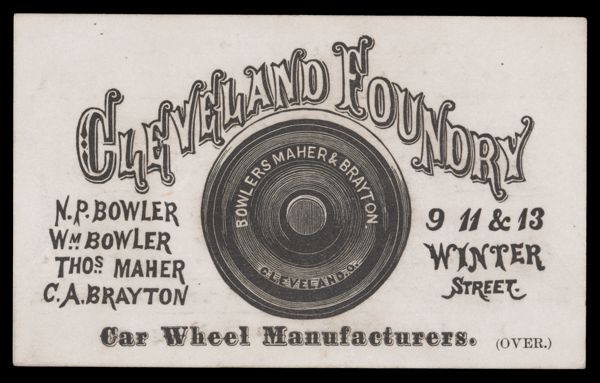 CLEVELAND FOUNDRY
BOWLERS MAHER & BRAYTON.
CLEVELAND.O.
N.P. BOWLER
Wᴹ BOWLER
THOˢ MAHER
C.A. BRAYTON
9 11 & 13
WINTER
STREET.
Car Wheel Manufacturers.
(OVER.)